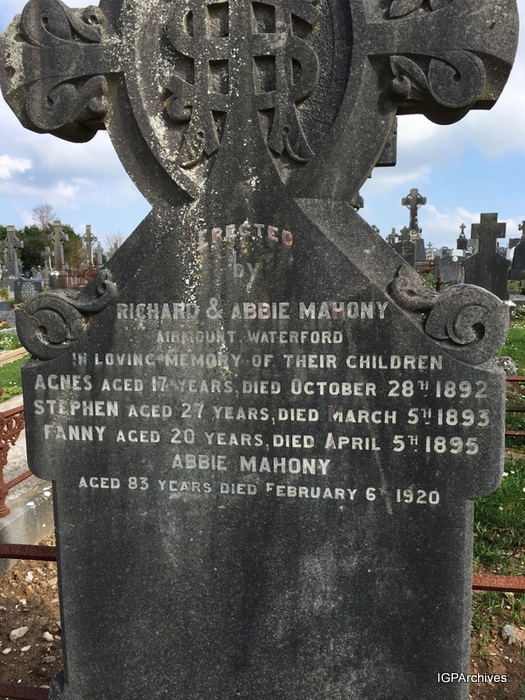 IHS
ERECTED
by
RICHARD & ABBIE MAHONY
AIRMOUNT, WATERFORD
IN LOVING MEMORY OF THEIR CHILDREN
AGNES AGED 17 YEARS, DIED OCTOBER 28TH 1892
STEPHEN AGED 27 YEARS, DIED MARCH 5TH 1893
FANNY AGED 20 YEARS, DIED APRIL 5TH 1895
ABBIE MAHONY
AGED 83 YEARS DIED FEBRUARY 6TH 1920
IGPArchives